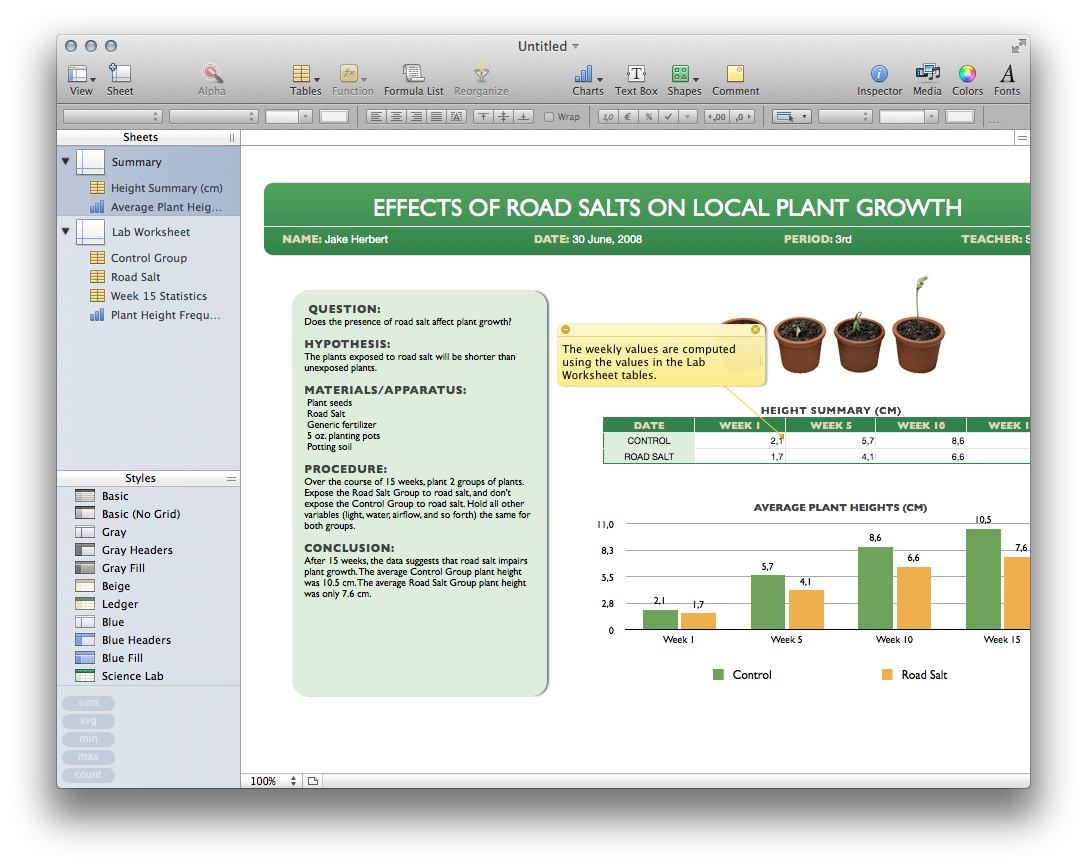 Untitled
View
Sheet
Alpha
Tables
Function
Formula List
Reorganize
Charts
Text Box
Shapes
Comment
Inspector
Media
Colors
Fonts
Wrap
1,0 € %
,00 ,0
Sheets
Summary
Height Summary (cm)
Average Plant Heig...
Lab Worksheet
Control Group
Road Salt
Week 15 Statistics
Plant Height Frequ...
Styles
Basic
Basic (No Grid)
Gray
Gray Headers
Gray Fill
Beige
Ledger
Blue
Blue Headers
Blue Fill
Science Lab
sum
avg
min
max
count
EFFECTS OF ROAD SALTS ON LOCAL PLANT GROWTH
NAME: Jake Herbert DATE: 30 June, 2008 PERIOD: 3rd TEACHER: S
QUESTION:
Does the presence of road salt affect plant growth?
HYPOTHESIS:
The plants exposed to road salt will be shorter than
unexposed plants.
MATERIALS/APPARATUS:
Plant seeds
Road Salt
Generic fertilizer
5 oz. planting pots
Potting soil
PROCEDURE:
Over the course of 15 weeks, plant 2 groups of plants.
Expose the Road Salt Group to road salt, and don't
expose the Control Group to road salt. Hold all other
variables (light, water, airflow, and so forth) the same for
both groups.
CONCLUSION:
After 15 weeks, the data suggests that road salt impairs
plant growth. The average Control Group plant height
was 10.5 cm. The average Road Salt Group plant height
was only 7.6 cm.
The weekly values are computed
using the values in the Lab
Worksheet tables.
HEIGHT SUMMARY (CM)
DATE WEEK 1 WEEK 5 WEEK 10 WEEK 1
CONTROL 2,1 5,7 8,6
ROAD SALT 1,7 4,1 6,6
AVERAGE PLANT HEIGHTS (CM)
11,0
8,3
5,5
2,8
0
2,1 1,7
5,7 4,1
8,6 6,6
10,5 7,6
Week 1 Week 5 Week 10 Week 15
Control Road Salt
100%